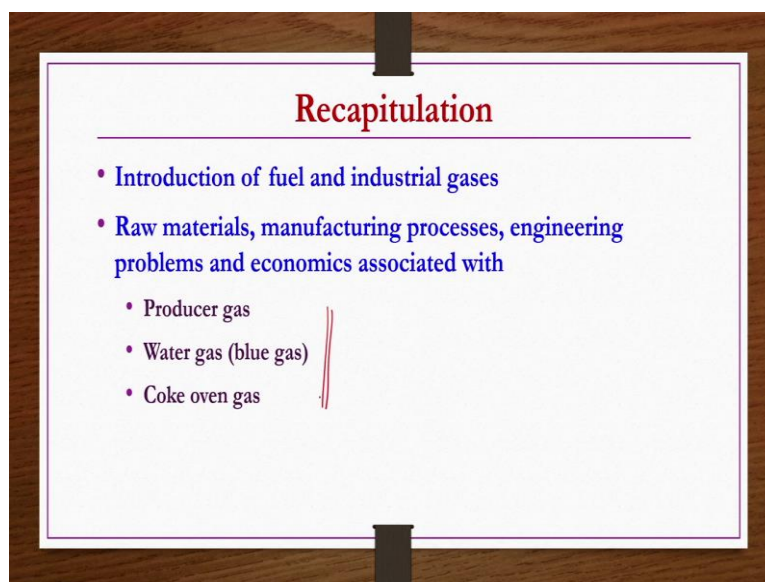 Recapitulation
• Introduction of fuel and industrial gases
• Raw materials, manufacturing processes, engineering
problems and economics associated with
• Producer gas
• Water gas (blue gas)
• Coke oven gas